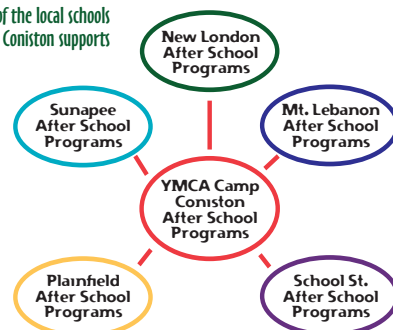 of the local schools
Coniston supports
New London
After School
Programs
Sunapee
After School
Programs
Mt. Lebanon
After School
Programs
YMCA Camp
Coniston
After School
Programs
Plainfield
After School
Programs
School St.
After School
Programs